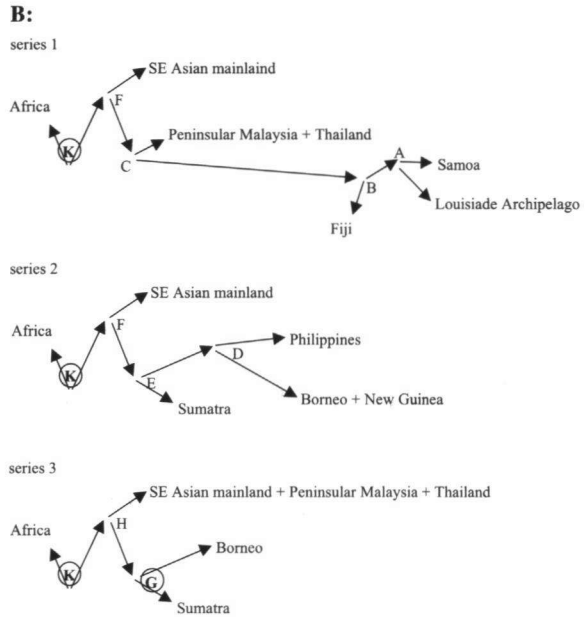 B:
series 1
SE Asian mainlaind
Africa
F
K
Peninsular Malaysia + Thailand
C
A
Samoa
B
Louisiade Archipelago
Fiji
series 2
SE Asian mainland
Africa
F
Philippines
K
D
E
Borneo + New Guinea
Sumatra
series 3
SE Asian mainland + Peninsular Malaysia + Thailand
Africa
H
Borneo
K
G
Sumatra